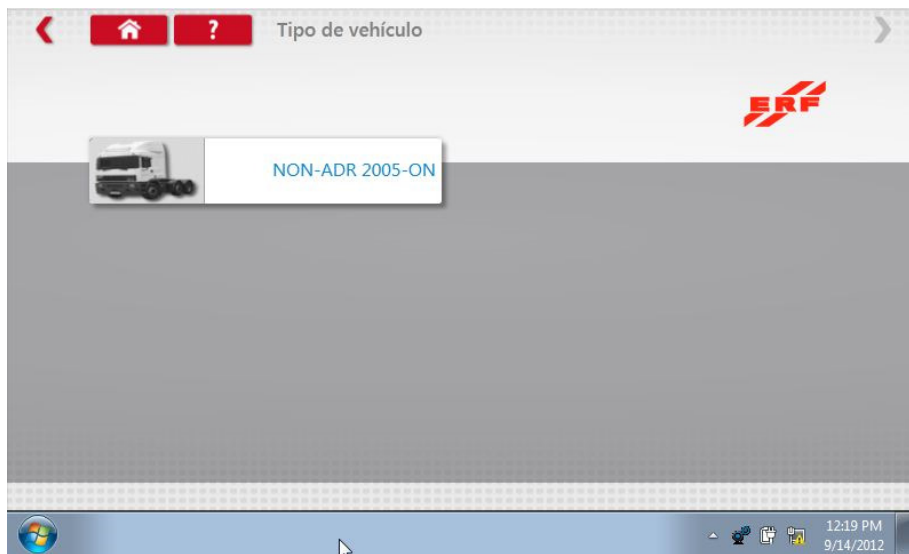 ? Tipo de vehículo
ERF
NON-ADR 2005-ON
12:19 PM
9/14/2012